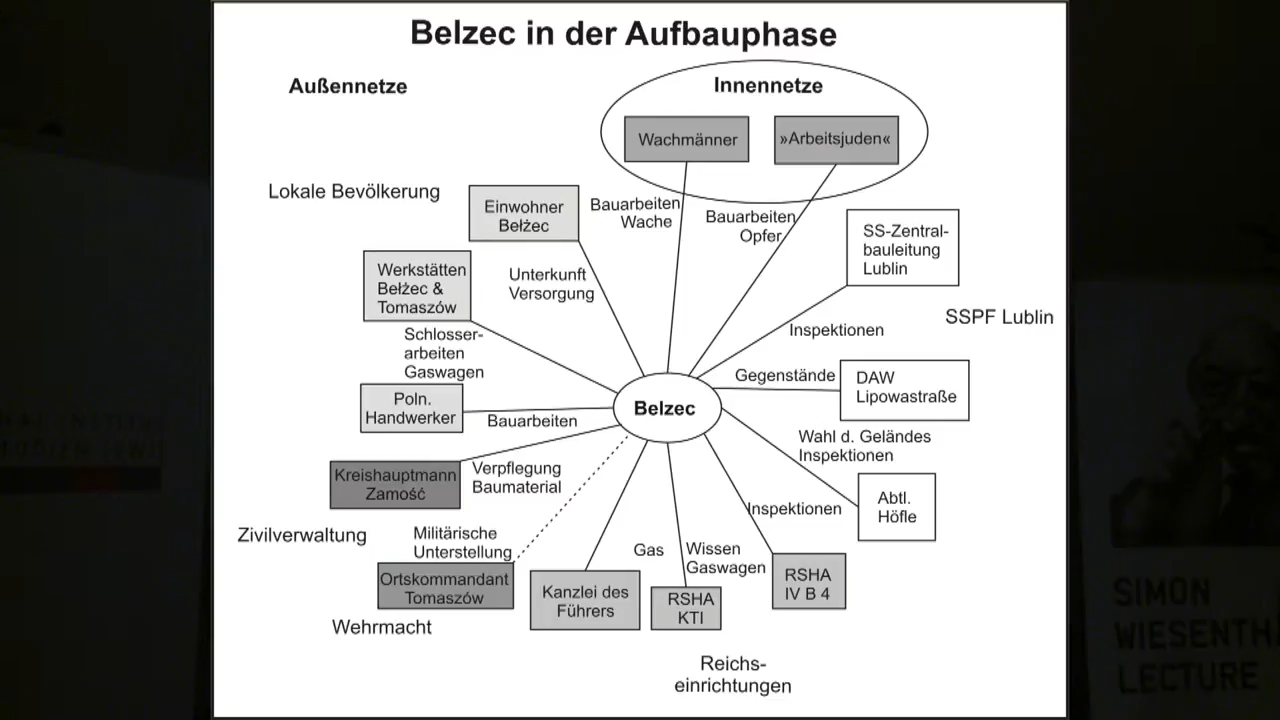 Belzec in der Aufbauphase
Außennetze
Innennetze
Wachmänner
»Arbeitsjuden«
Lokale Bevölkerung
Einwohner
Bełżec
Bauarbeiten
Wache
Bauarbeiten
Opfer
SS-Zentral-
bauleitung
Lublin
Werkstätten
Bełżec &
Tomaszów
Unterkunft
Versorgung
SSPF Lublin
Inspektionen
Schlosser-
arbeiten
Gaswagen
Gegenstände
DAW
Lipowastraße
Poln.
Handwerker
Bauarbeiten
Belzec
Wahl d. Geländes
Inspektionen
Kreishauptmann
Zamość
Verpflegung
Baumaterial
Abtl.
Höfle
Inspektionen
Zivilverwaltung
Militärische
Unterstellung
Gas
Wissen
Gaswagen
Ortskommandant
Tomaszów
Kanzlei des
Führers
RSHA
KTI
RSHA
IV B 4
Wehrmacht
Reichs-
einrichtungen
SIMON
LECTURE